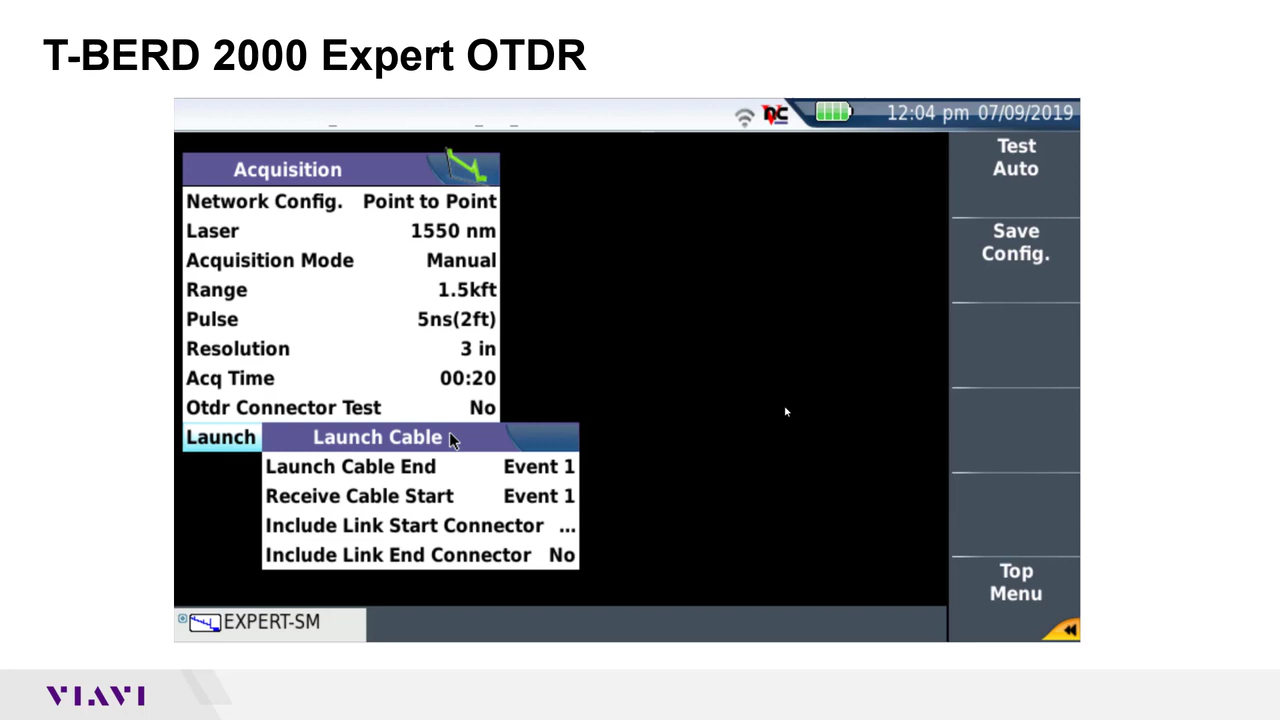 T-BERD 2000 Expert OTDR
12:04 pm 07/09/2019
Acquisition
Network Config. Point to Point
Laser 1550 nm
Acquisition Mode Manual
Range 1.5kft
Pulse 5ns(2ft)
Resolution 3 in
Acq Time 00:20
Otdr Connector Test No
Launch
Launch Cable
Launch Cable End Event 1
Receive Cable Start Event 1
Include Link Start Connector ...
Include Link End Connector No
Test
Auto
Save
Config.
Top
Menu
EXPERT-SM
VIAVI